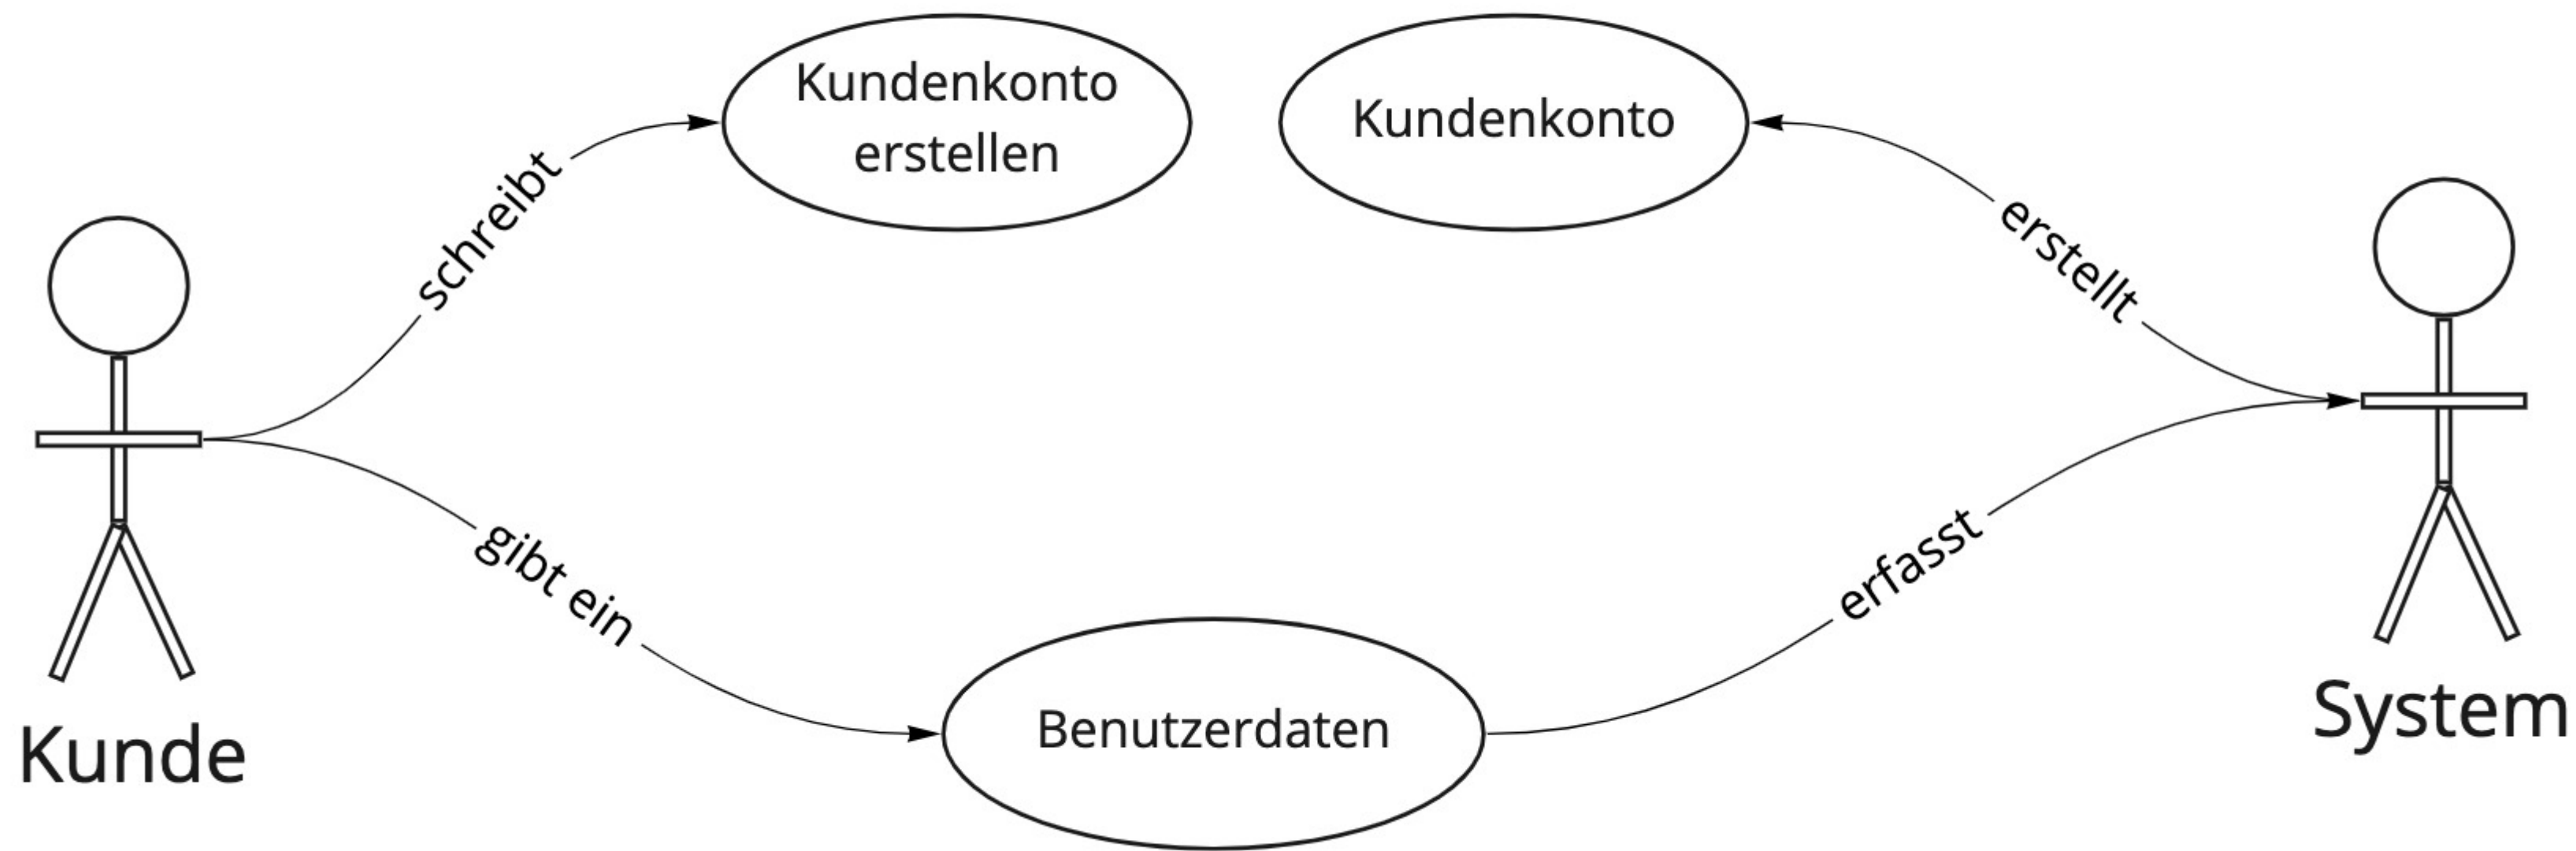 Kundenkonto
erstellen
Kundenkonto
schreibt
erstellt
gibt ein
erfasst
Benutzerdaten
Kunde
System